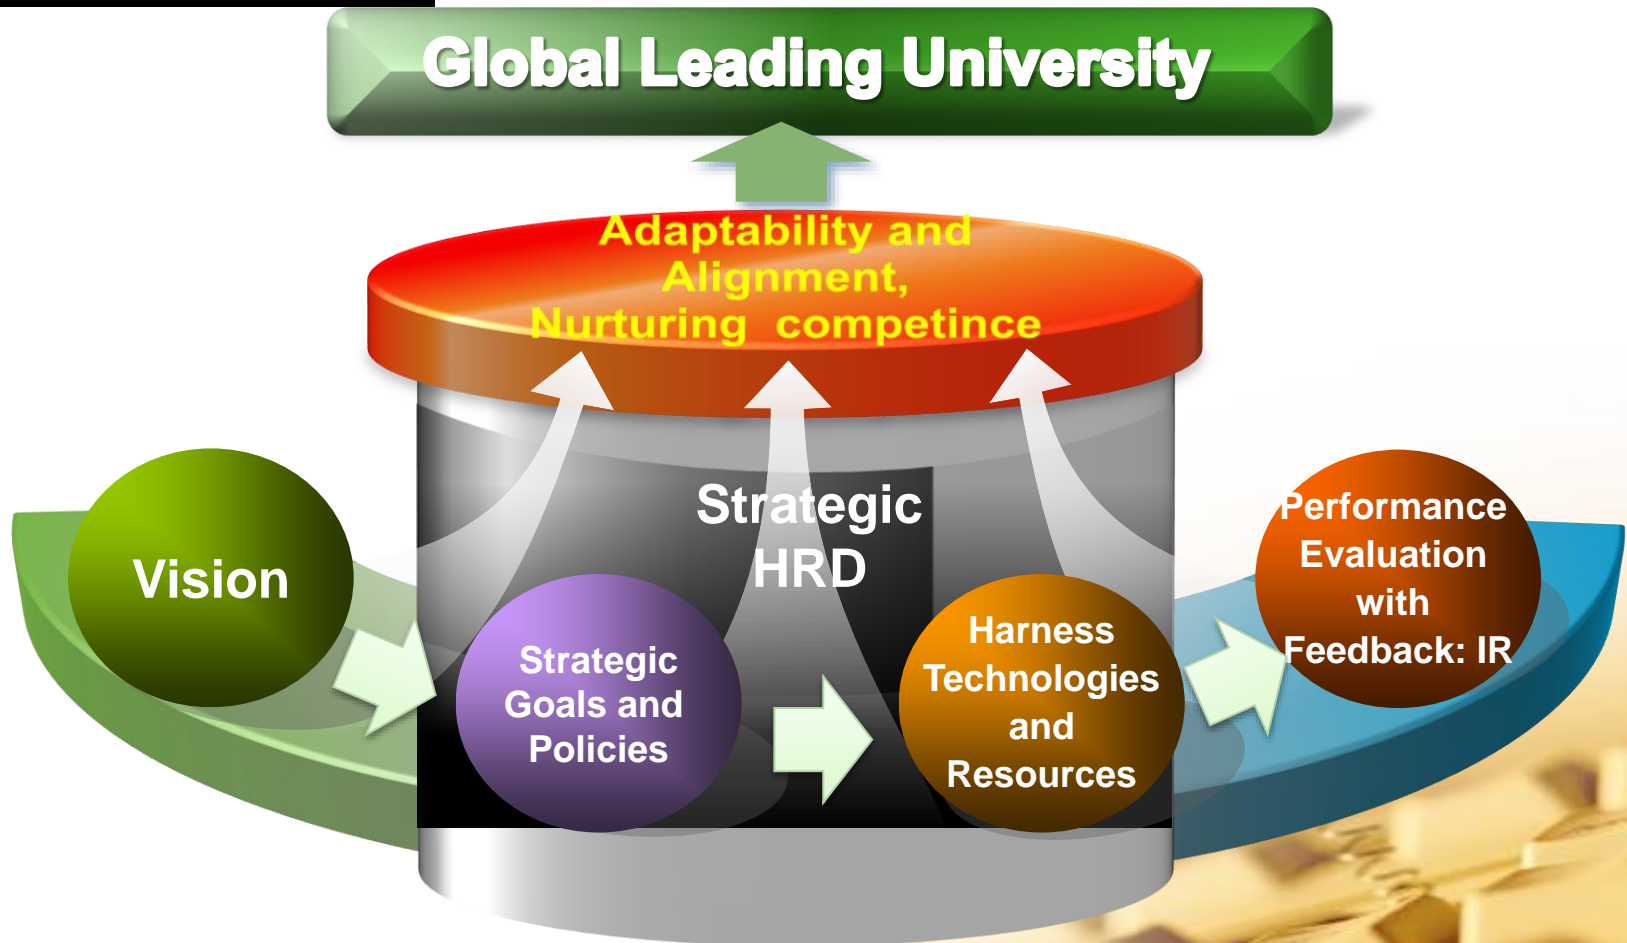 Global Leading University
Adaptability and
Alignment,
Nurturing competince
Strategic
HRD
Vision
Strategic
Goals and
Policies
Harness
Technologies
and
Resources
Performance
Evaluation
with
Feedback: IR